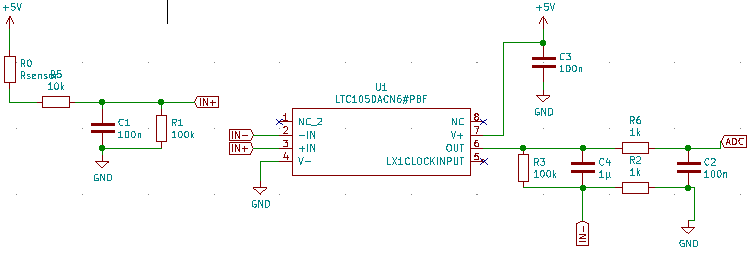 +5V
R0
Rsensor
R5
10k
C1
100n
R1
100k
IN+
GND
U1
LTC1050ACN6#PBF
1
NC_2
2
-IN
3
+IN
4
V-
8
NC
7
V+
6
OUT
5
LX1CLOCKINPUT
IN-
IN+
GND
+5V
C3
100n
GND
R3
100k
C4
1µ
R6
1k
R2
1k
C2
100n
ADC
IN-
GND